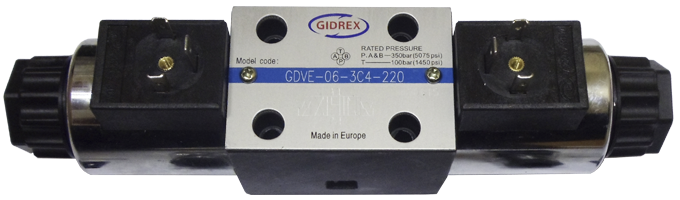 GIDREX
RATED PRESSURE
P.A&B—350bar(5075psi)
T——100bar(1450psi)
T
A B
P
Model code:
GDVE-06-3C4-220
Made in Europe